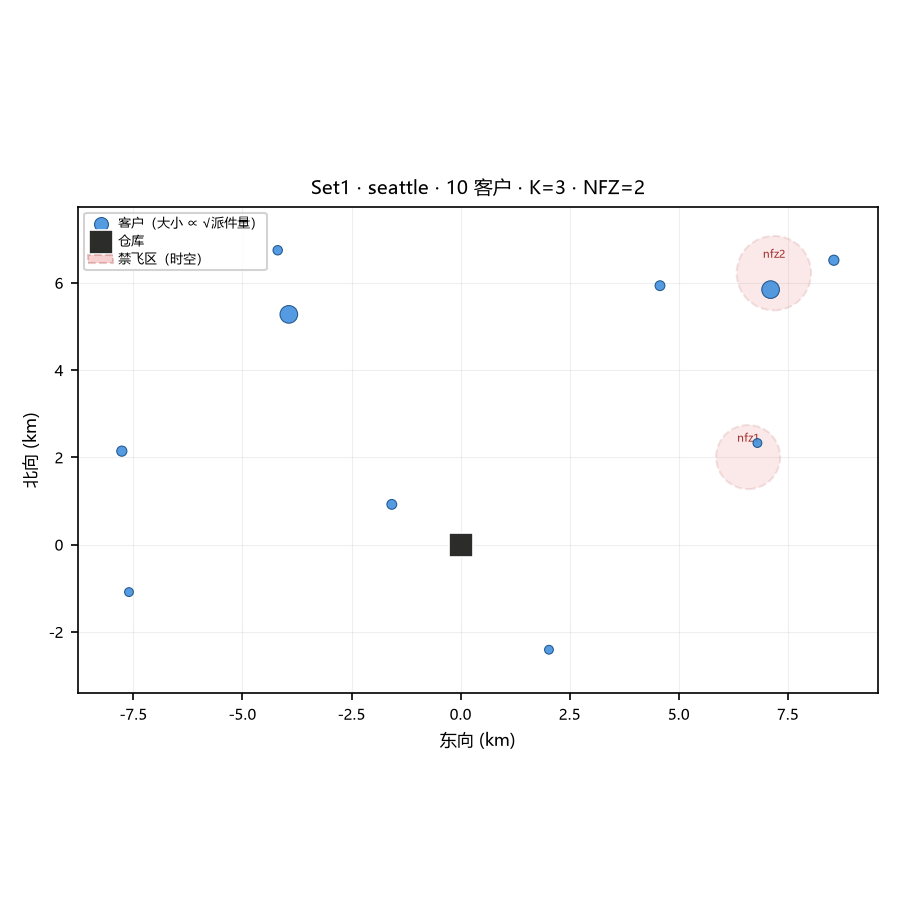 Set1 · seattle · 10 客户 · K=3 · NFZ=2
客户（大小 ∝ √派件量）
仓库
禁飞区（时空）
nfz2
nfz1
6
4
2
0
-2
北向 (km)
-7.5 -5.0 -2.5 0.0 2.5 5.0 7.5
东向 (km)